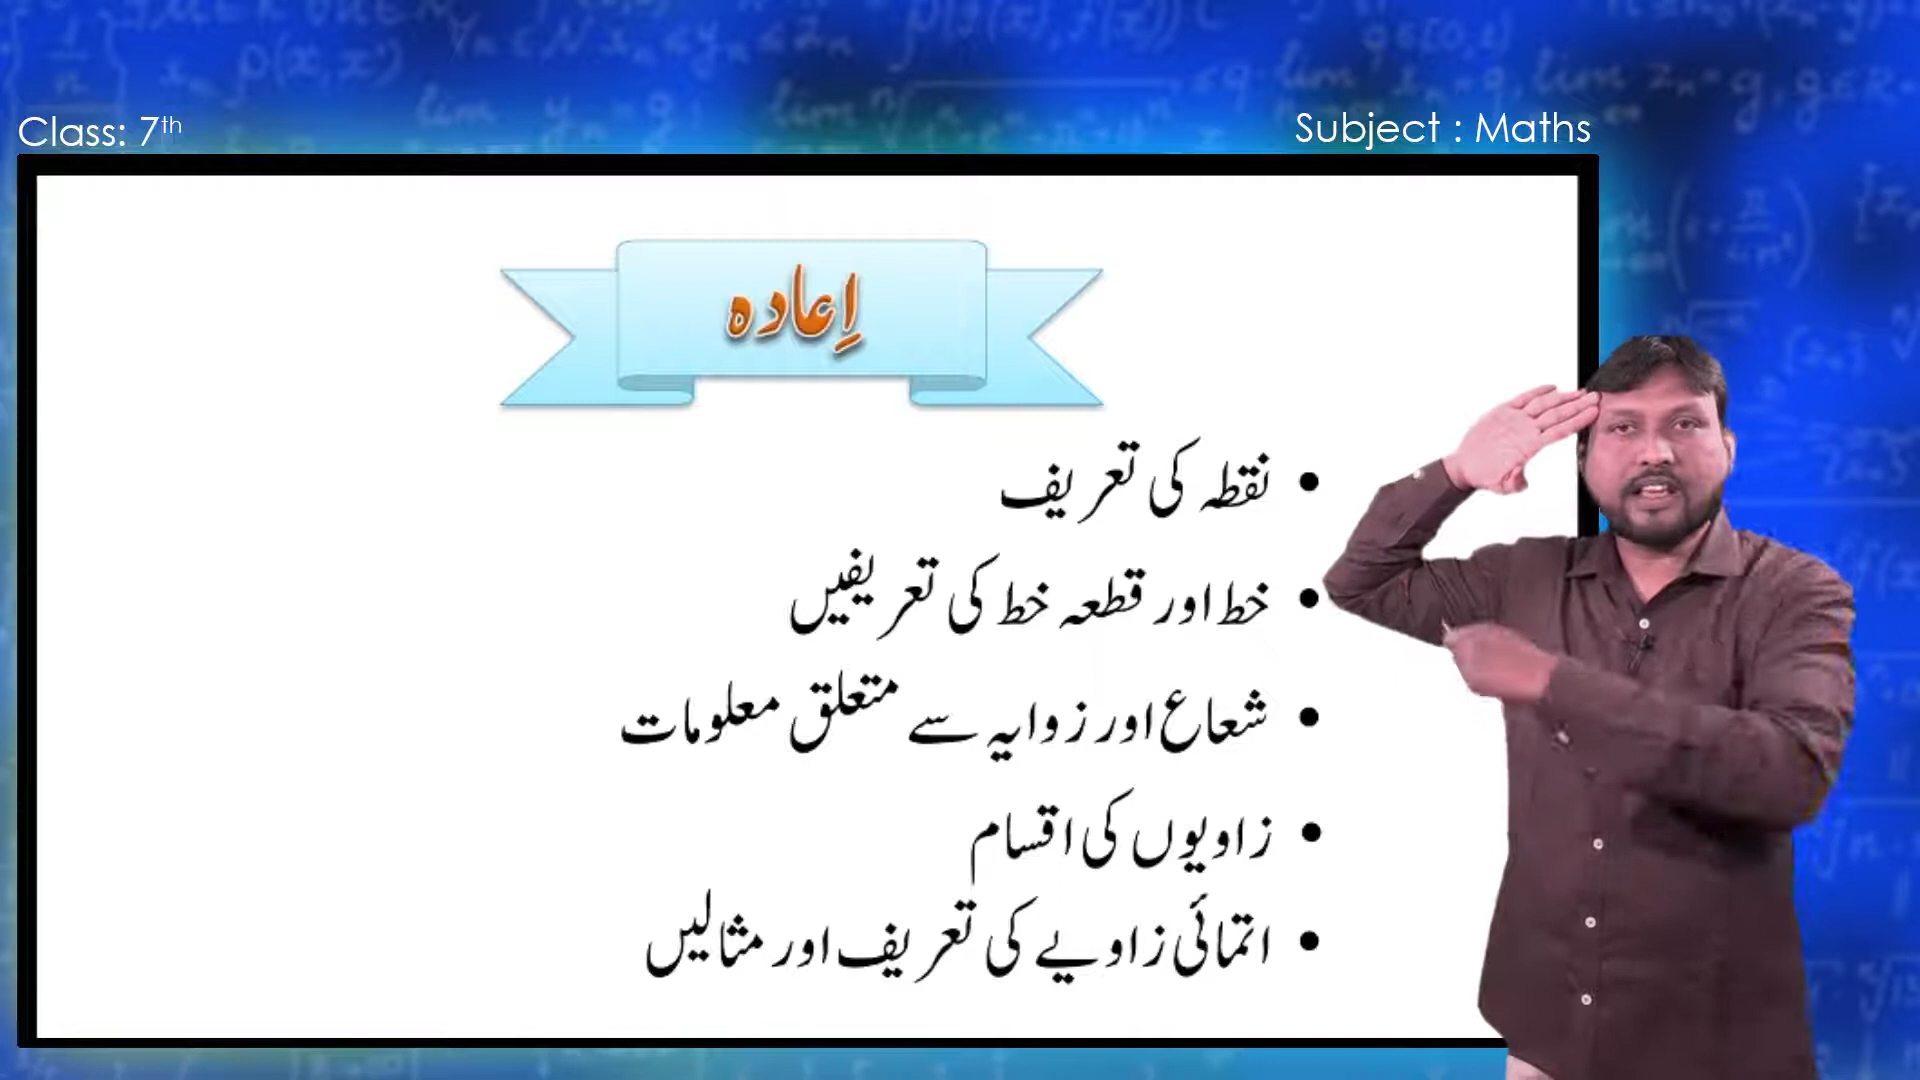 Class: 7th
Subject : Maths
اِعادہ
• نقطہ کی تعریف
• خط اور قطعہ خط کی تعریفیں
• شعاع اور زوایہ سے متعلق معلومات
• زاویوں کی اقسام
• اتمائی زاویے کی تعریف اور مثالیں